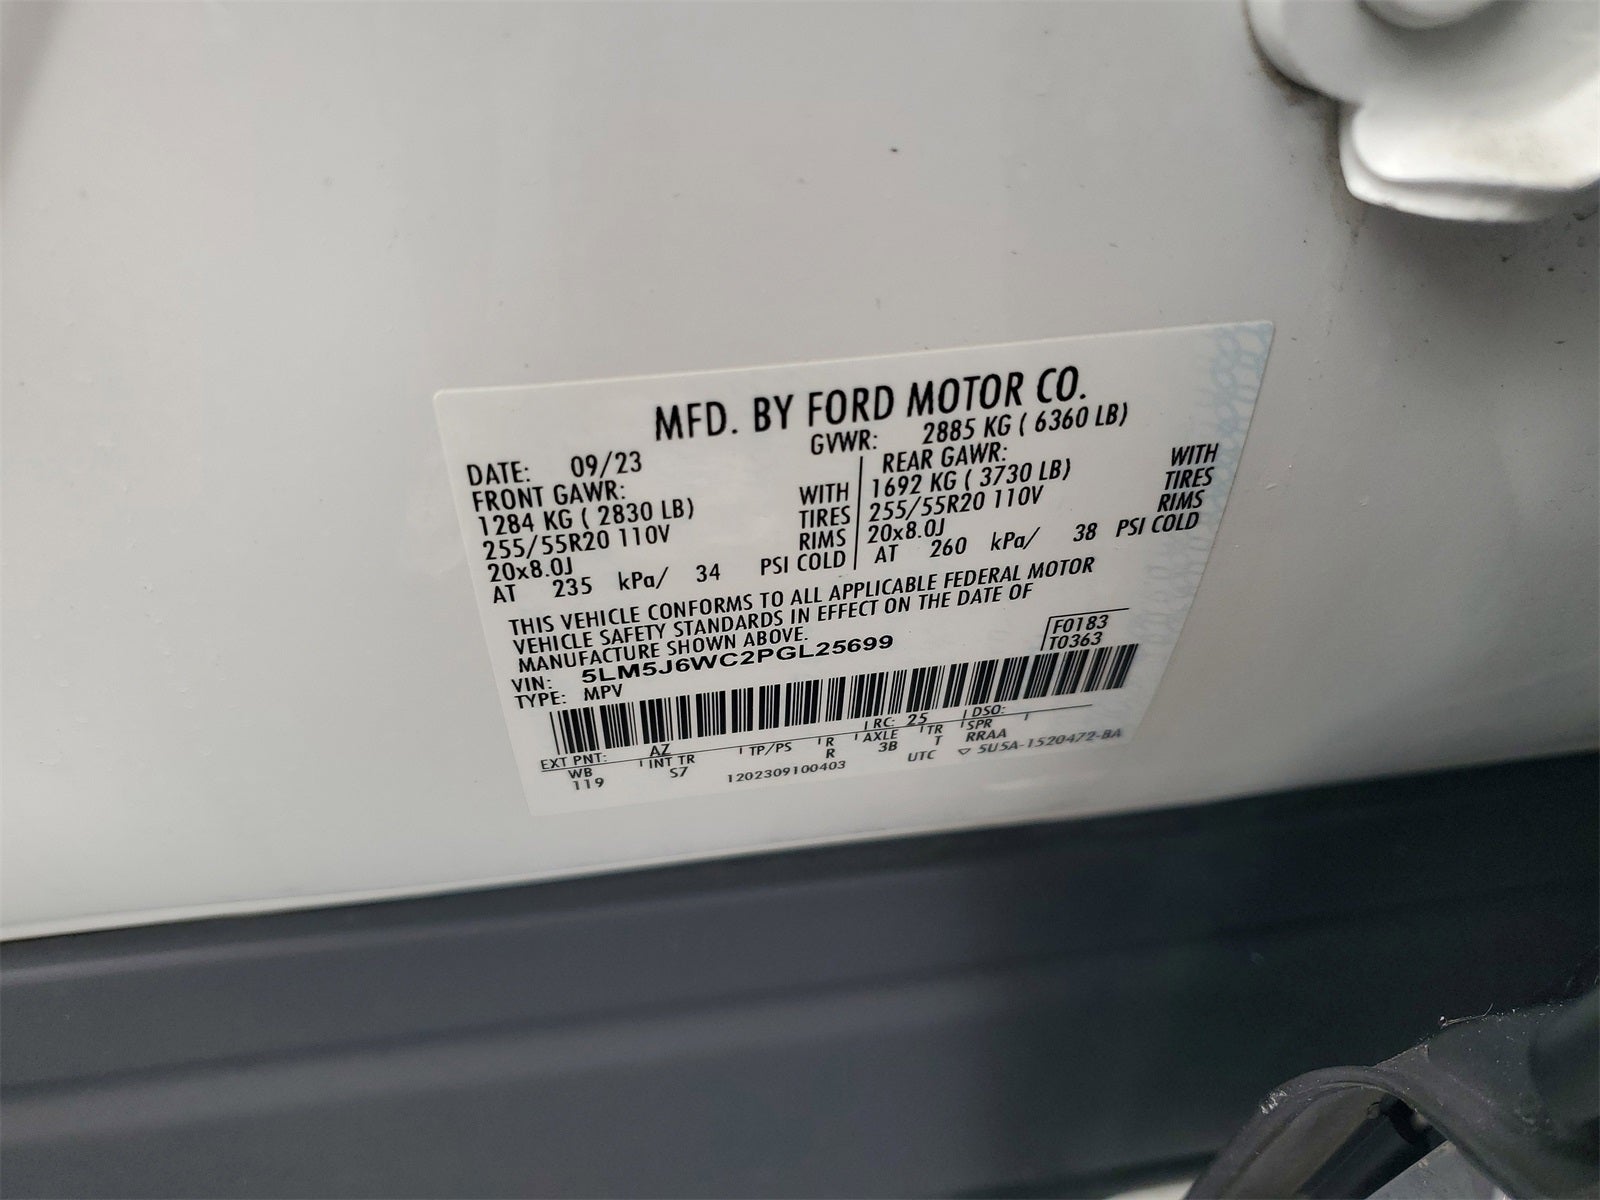 MFD. BY FORD MOTOR CO.
DATE: 09/23 GVWR: 2885 KG ( 6360 LB)
FRONT GAWR: REAR GAWR:
1284 KG ( 2830 LB) WITH 1692 KG ( 3730 LB) WITH
255/55R20 110V TIRES 255/55R20 110V TIRES
20x8.0J RIMS 20x8.0J RIMS
AT 235 kPa/ 34 PSI COLD AT 260 kPa/ 38 PSI COLD
THIS VEHICLE CONFORMS TO ALL APPLICABLE FEDERAL MOTOR
VEHICLE SAFETY STANDARDS IN EFFECT ON THE DATE OF
MANUFACTURE SHOWN ABOVE.
F0183
VIN: 5LM5J6WC2PGL25699 T0363
TYPE: MPV
EXT PNT: AZ RC: 25 DSO:
WB INT TR TP/PS R AXLE TR SPR
119 S7 R 3B T RRAA
1202309100403 UTC ▽ 5U5A-1520472-BA